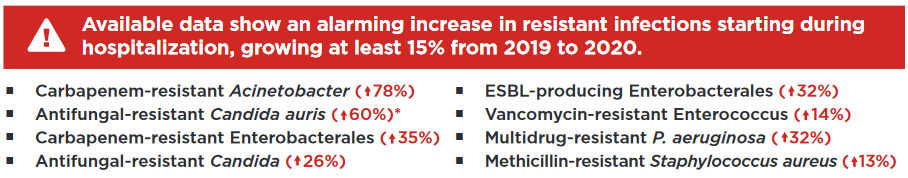 Available data show an alarming increase in resistant infections starting during
hospitalization, growing at least 15% from 2019 to 2020.
▪ Carbapenem-resistant Acinetobacter (⬆78%)
▪ Antifungal-resistant Candida auris (⬆60%)*
▪ Carbapenem-resistant Enterobacterales (⬆35%)
▪ Antifungal-resistant Candida (⬆26%)
▪ ESBL-producing Enterobacterales (⬆32%)
▪ Vancomycin-resistant Enterococcus (⬆14%)
▪ Multidrug-resistant P. aeruginosa (⬆32%)
▪ Methicillin-resistant Staphylococcus aureus (⬆13%)